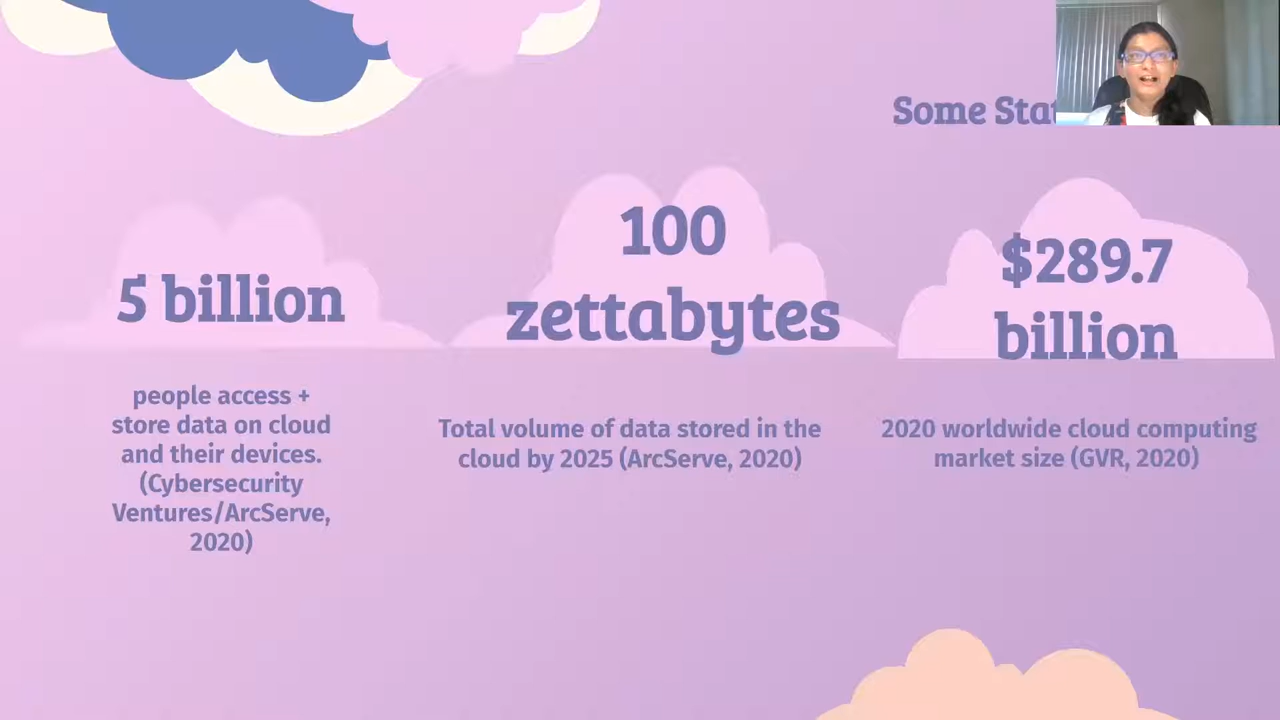 Some Stat
5 billion
people access +
store data on cloud
and their devices.
(Cybersecurity
Ventures/ArcServe,
2020)
100
zettabytes
Total volume of data stored in the
cloud by 2025 (ArcServe, 2020)
$289.7
billion
2020 worldwide cloud computing
market size (GVR, 2020)